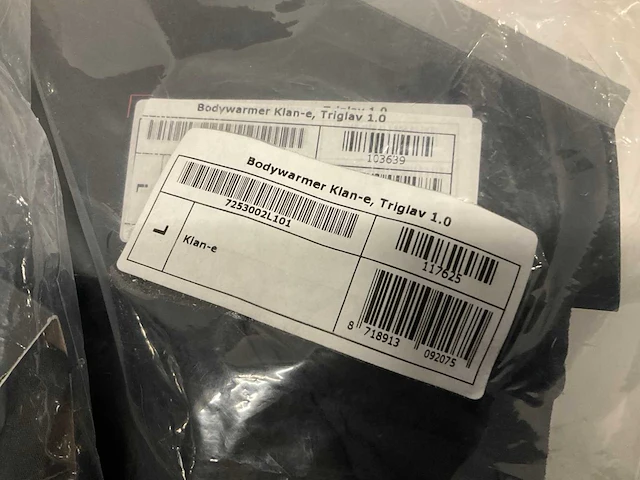 Bodywarmer Klan-e, Triglav 1.0
103639
Bodywarmer Klan-e, Triglav 1.0
7253002L101
117625
L
Klan-e
8 718913 092075